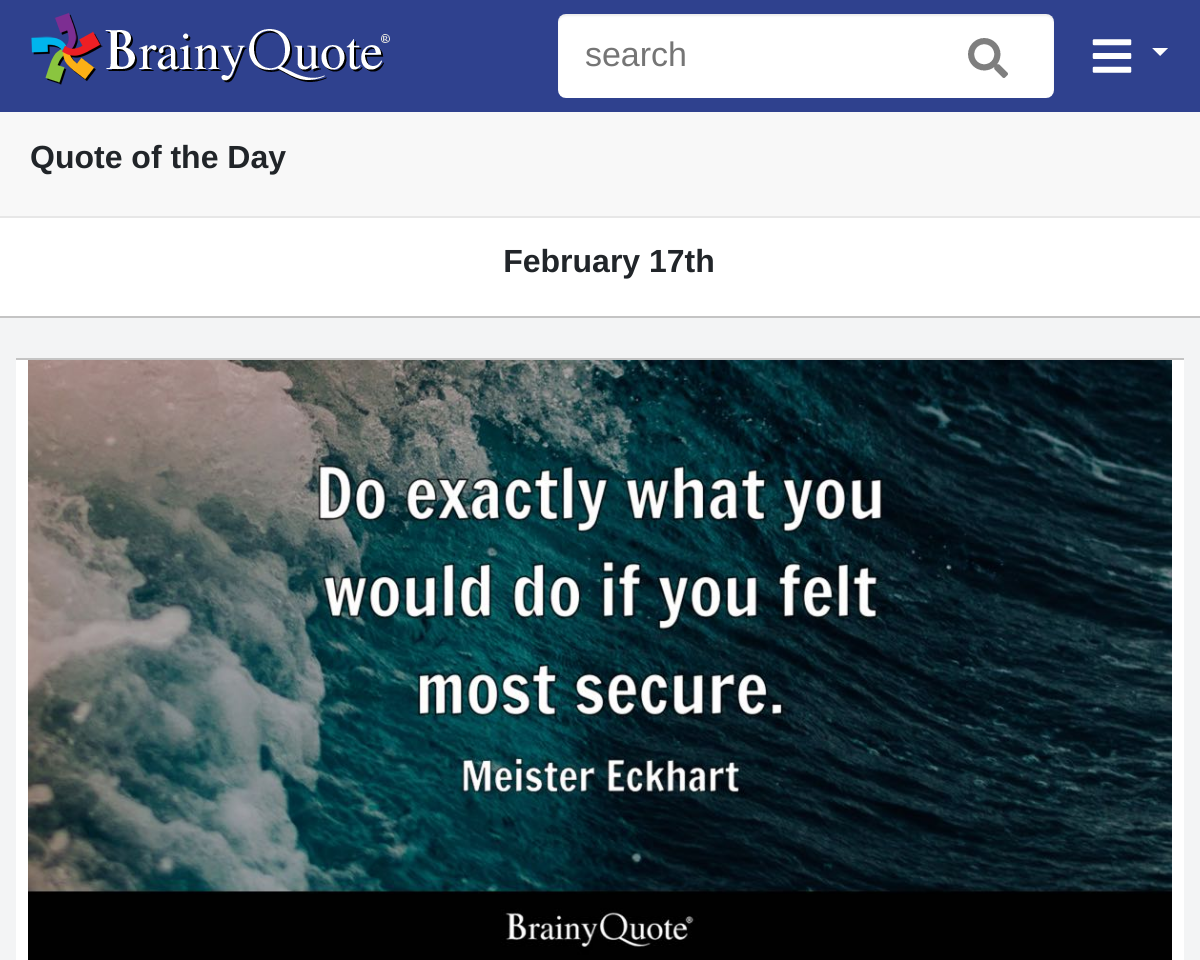 BrainyQuote®
search
Quote of the Day
February 17th
Do exactly what you
would do if you felt
most secure.
Meister Eckhart
BrainyQuote®